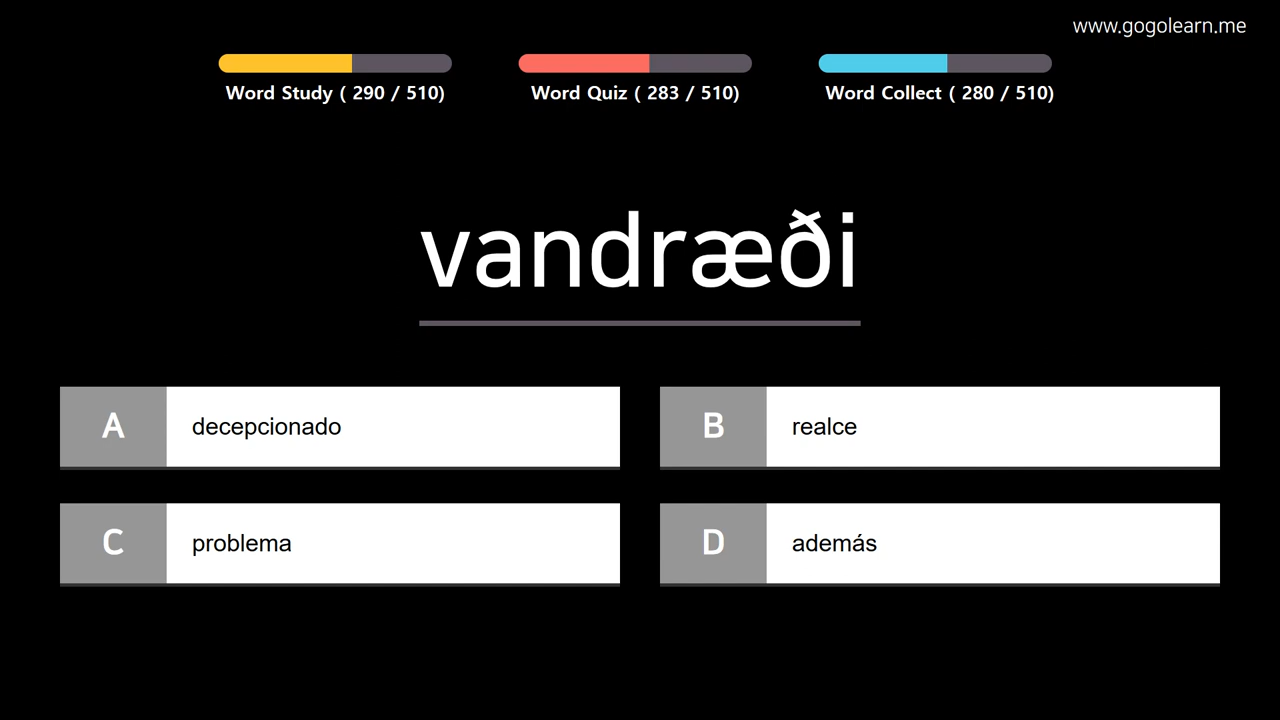 www.gogolearn.me
Word Study ( 290 / 510)
Word Quiz ( 283 / 510)
Word Collect ( 280 / 510)
vandræði
A decepcionado
B realce
C problema
D además